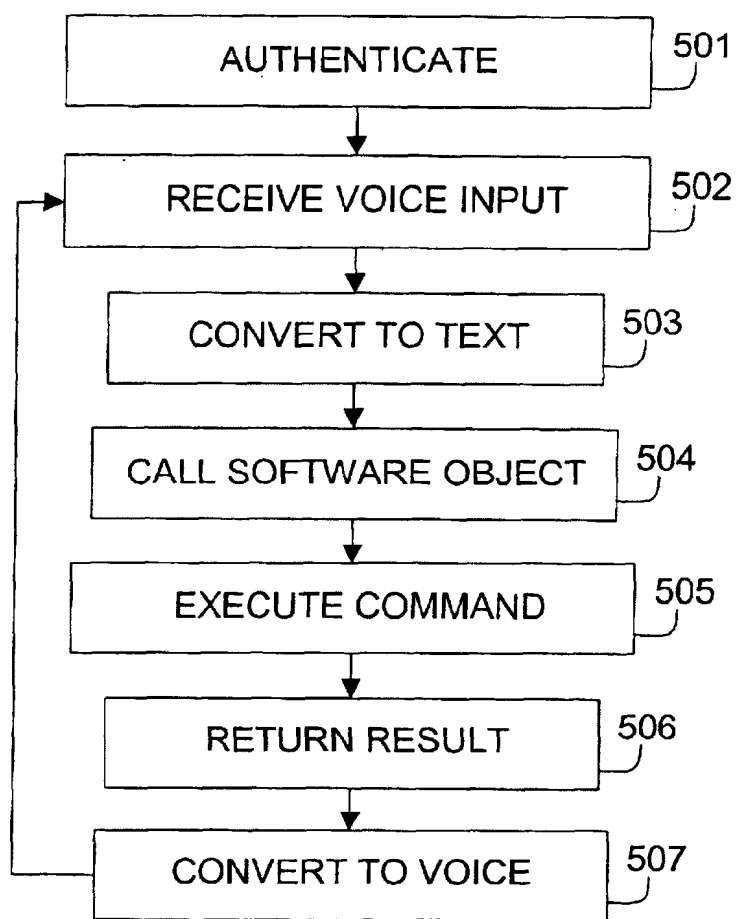 AUTHENTICATE
501
RECEIVE VOICE INPUT
502
CONVERT TO TEXT
503
CALL SOFTWARE OBJECT
504
EXECUTE COMMAND
505
RETURN RESULT
506
CONVERT TO VOICE
507